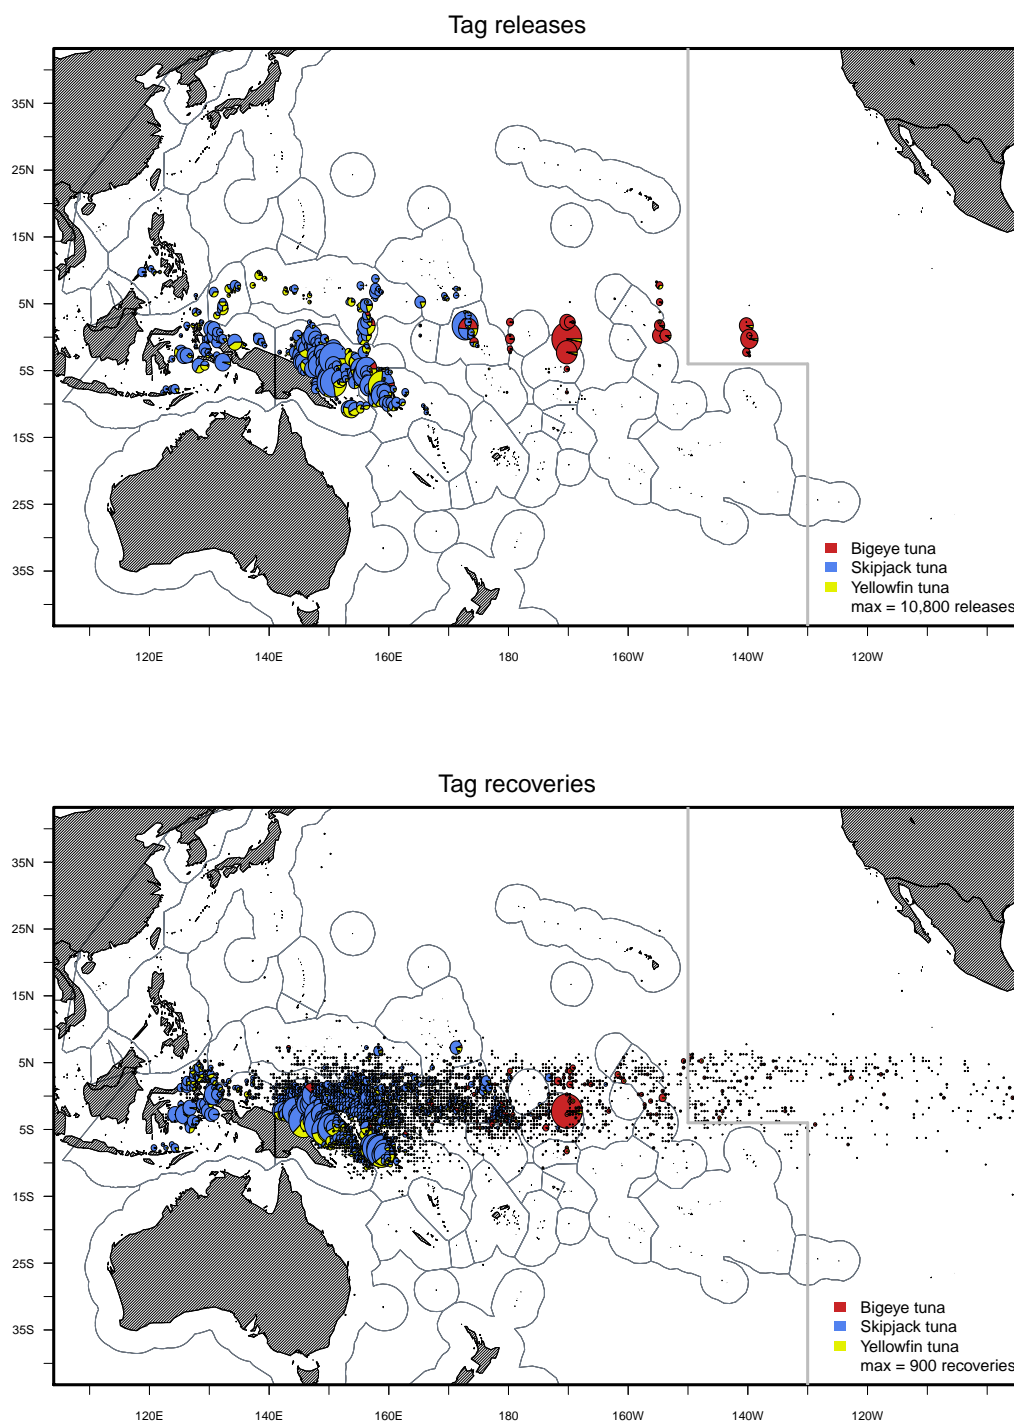 Tag releases
35N
25N
15N
5N
5S
15S
25S
35S
Bigeye tuna
Skipjack tuna
Yellowfin tuna
max = 10,800 releases
120E 140E 160E 180 160W 140W 120W
Tag recoveries
35N
25N
15N
5N
5S
15S
25S
35S
Bigeye tuna
Skipjack tuna
Yellowfin tuna
max = 900 recoveries
120E 140E 160E 180 160W 140W 120W